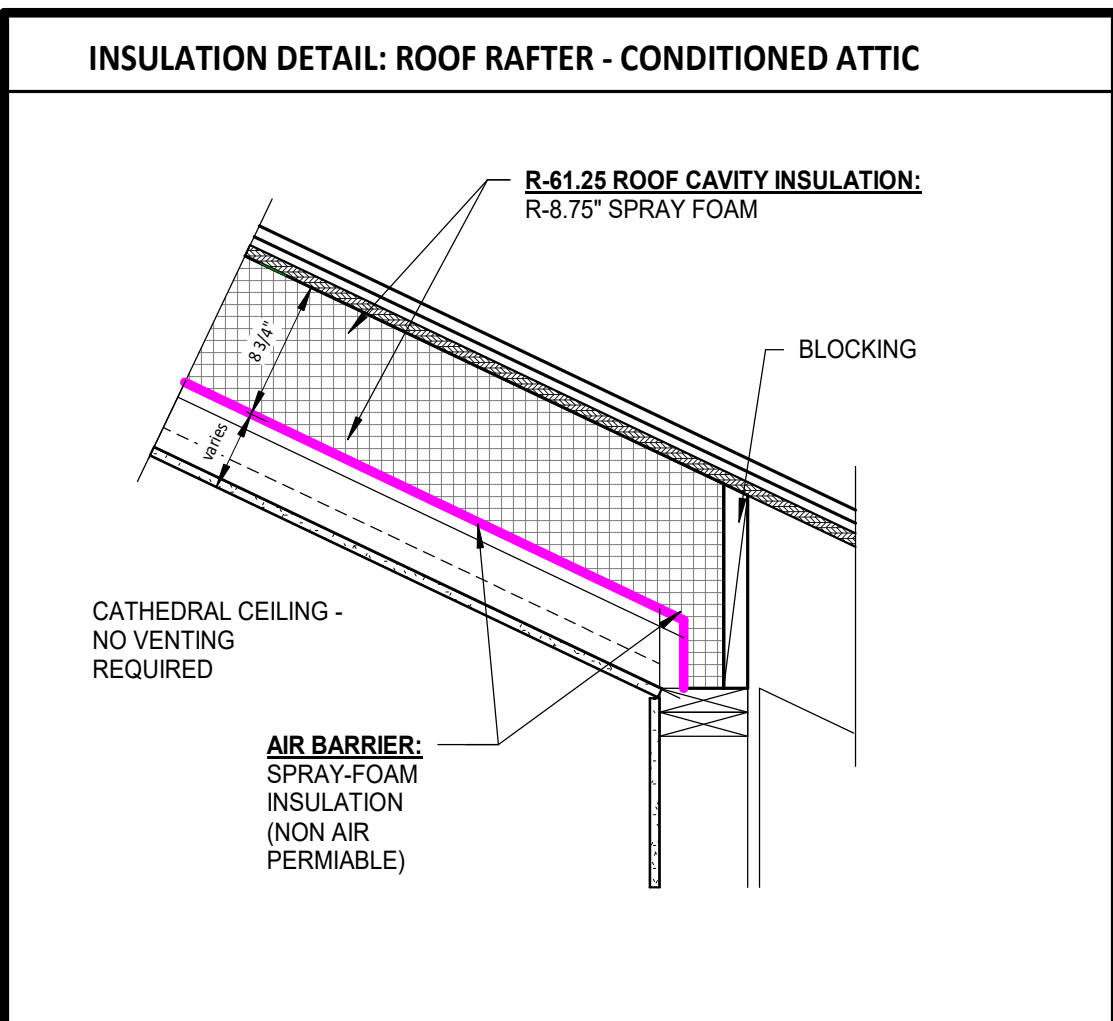 INSULATION DETAIL: ROOF RAFTER - CONDITIONED ATTIC
R-61.25 ROOF CAVITY INSULATION:
R-8.75" SPRAY FOAM
BLOCKING
8 3/4"
varies
CATHEDRAL CEILING -
NO VENTING
REQUIRED
AIR BARRIER:
SPRAY-FOAM
INSULATION
(NON AIR
PERMIABLE)